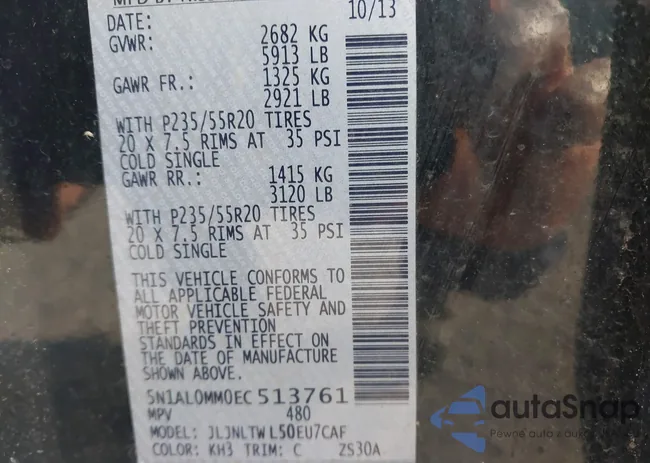 DATE: 10/13
GVWR: 2682 KG
5913 LB
GAWR FR.: 1325 KG
2921 LB
WITH P235/55R20 TIRES
20 X 7.5 RIMS AT 35 PSI
COLD SINGLE
GAWR RR.: 1415 KG
3120 LB
WITH P235/55R20 TIRES
20 X 7.5 RIMS AT 35 PSI
COLD SINGLE
THIS VEHICLE CONFORMS TO
ALL APPLICABLE FEDERAL
MOTOR VEHICLE SAFETY AND
THEFT PREVENTION
STANDARDS IN EFFECT ON
THE DATE OF MANUFACTURE
SHOWN ABOVE.
5N1AL0MM0EC513761
MPV 480
MODEL: JLJNLTWL50EU7CAF
COLOR: KH3 TRIM: C ZS30A
autoSnap
Pewne auto w dobrej cenie